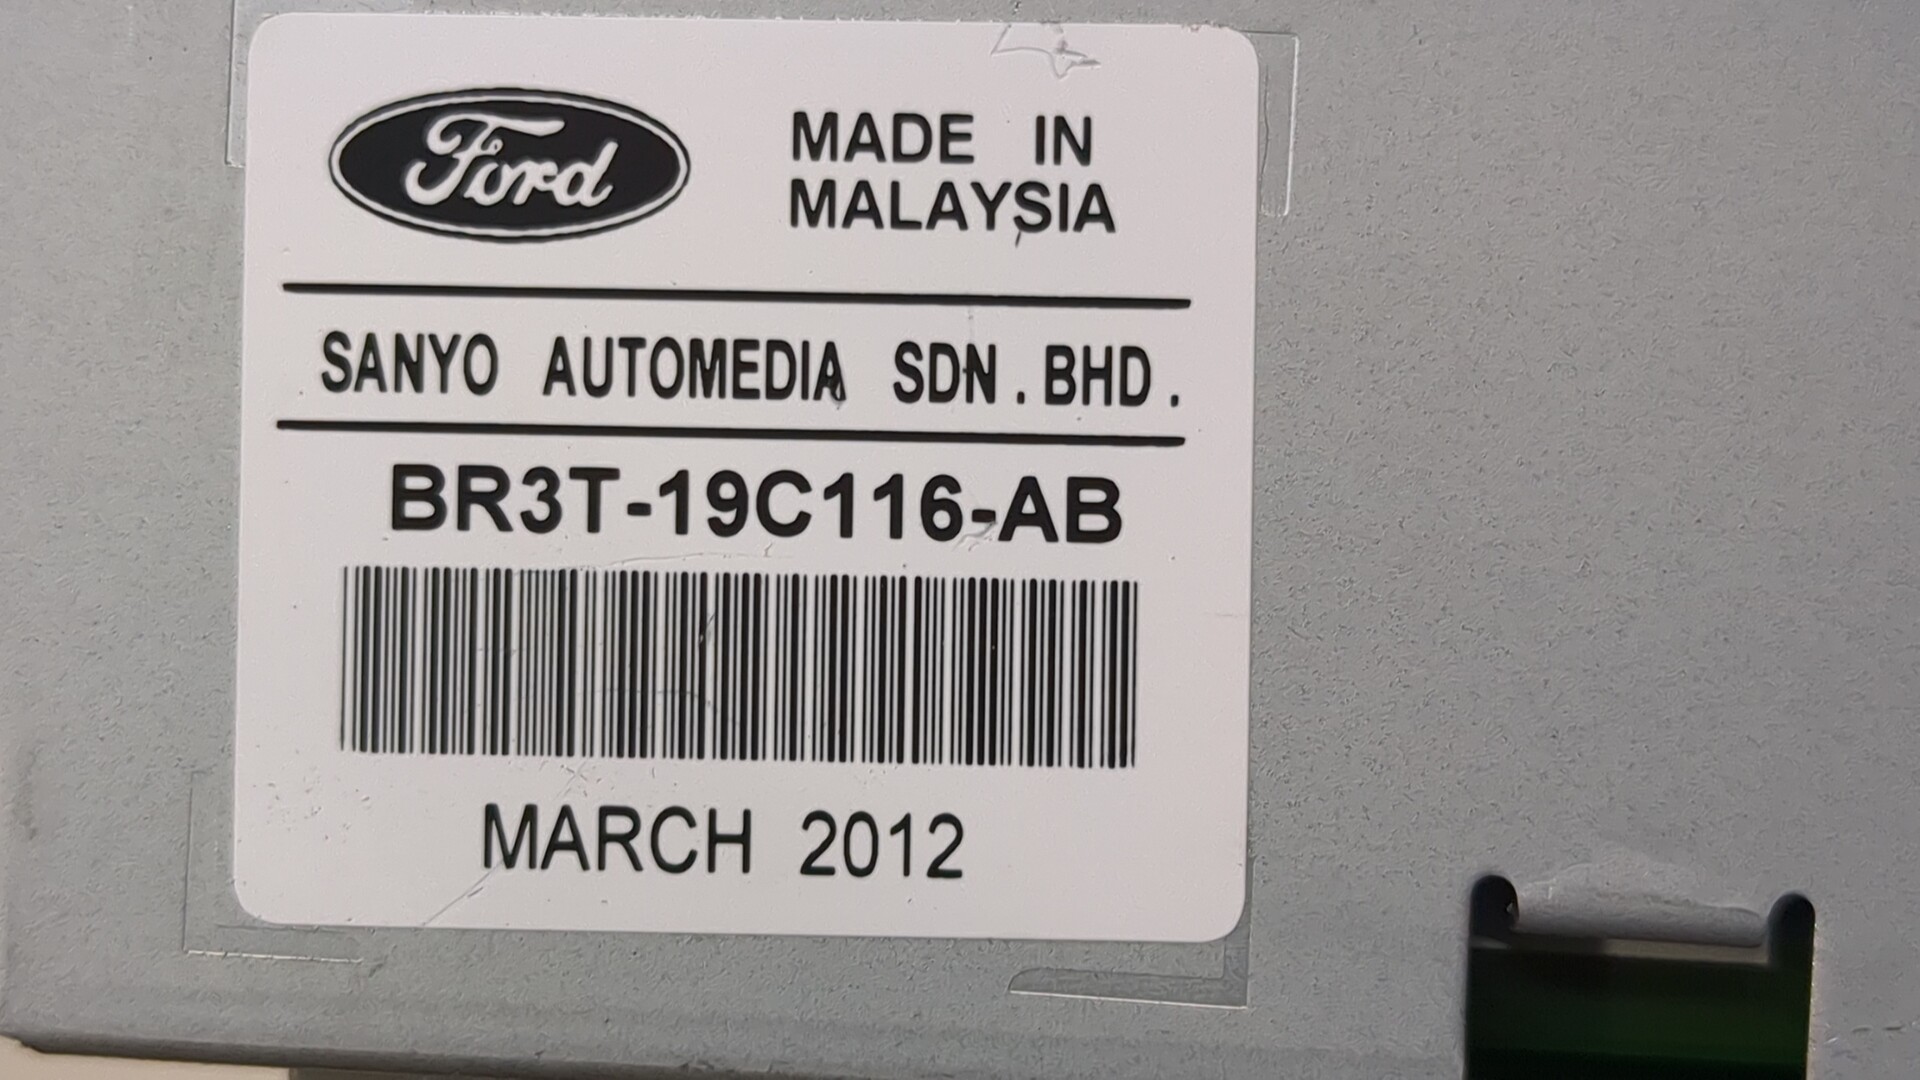 Ford
MADE IN
MALAYSIA
SANYO AUTOMEDIA SDN. BHD.
BR3T-19C116-AB
MARCH 2012